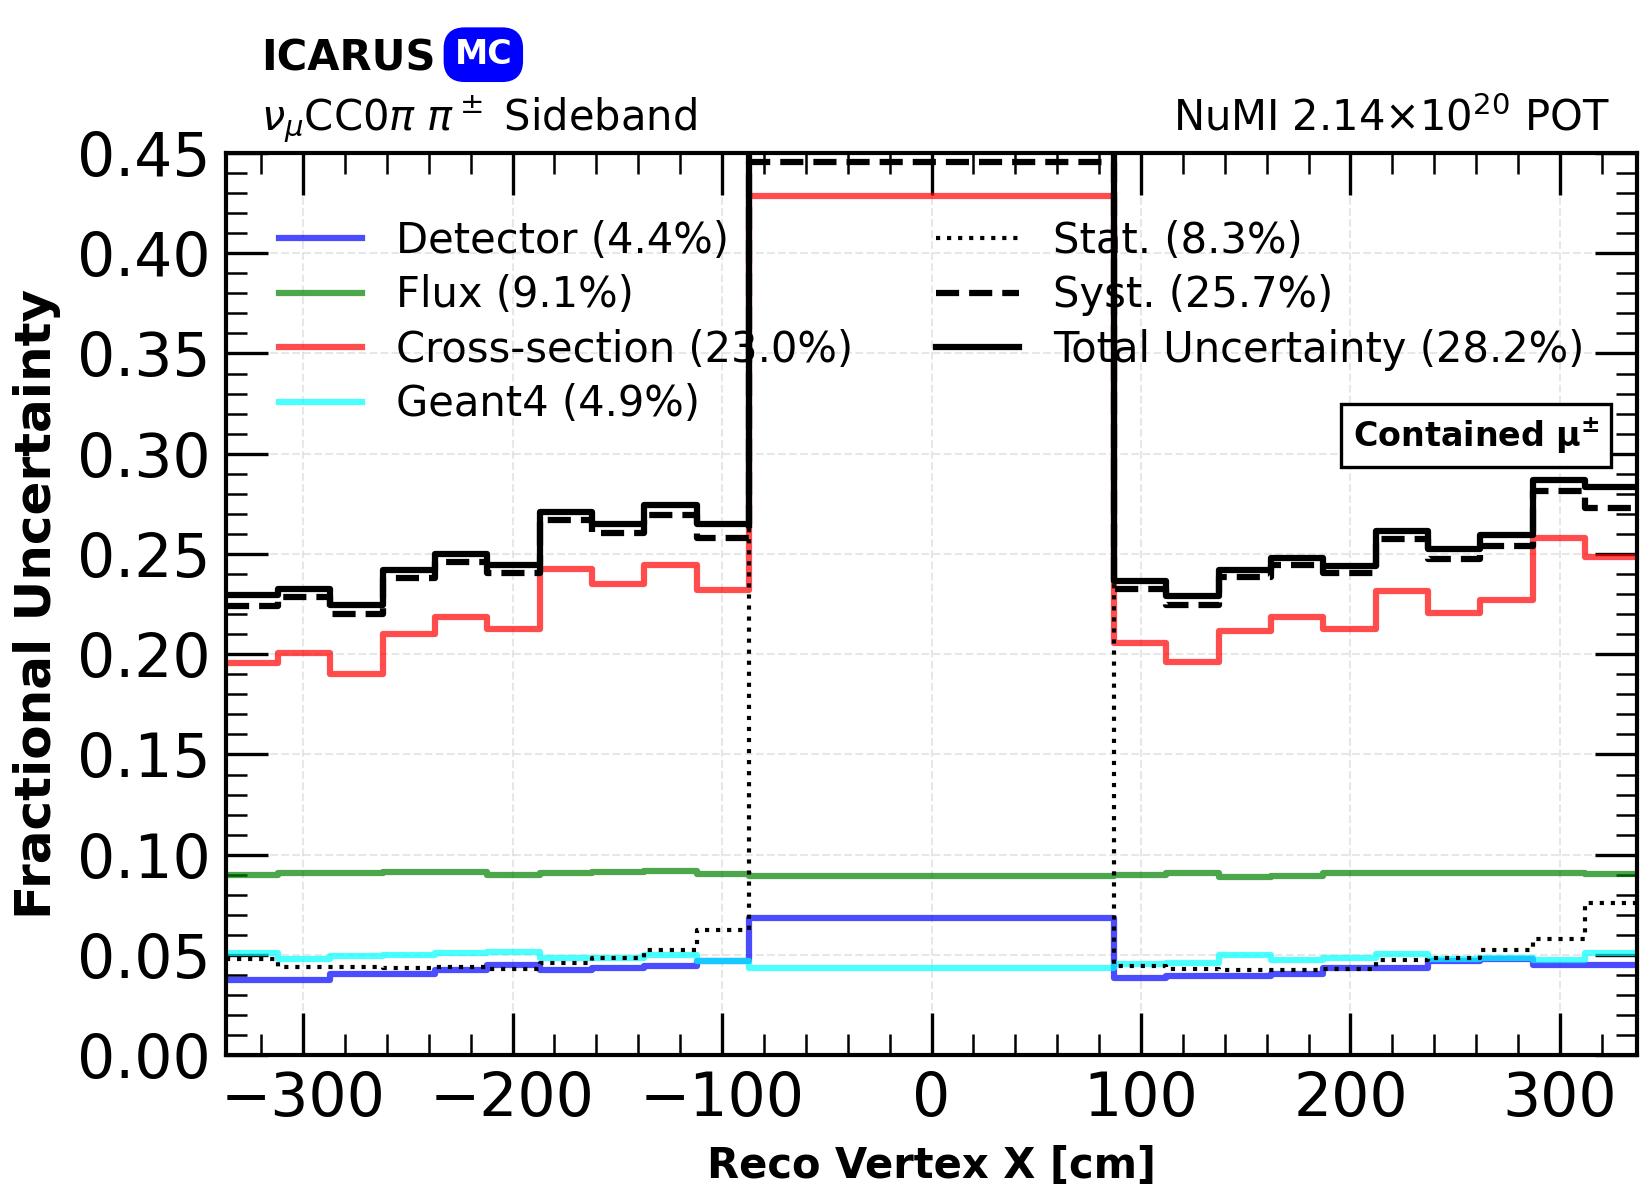 ICARUS MC
νμCC0π π± Sideband
NuMI 2.14×10²⁰ POT
0.45
0.40
0.35
0.30
0.25
0.20
0.15
0.10
0.05
0.00
Fractional Uncertainty
Detector (4.4%)
Flux (9.1%)
Cross-section (23.0%)
Geant4 (4.9%)
Stat. (8.3%)
Syst. (25.7%)
Total Uncertainty (28.2%)
Contained μ±
−300 −200 −100 0 100 200 300
Reco Vertex X [cm]